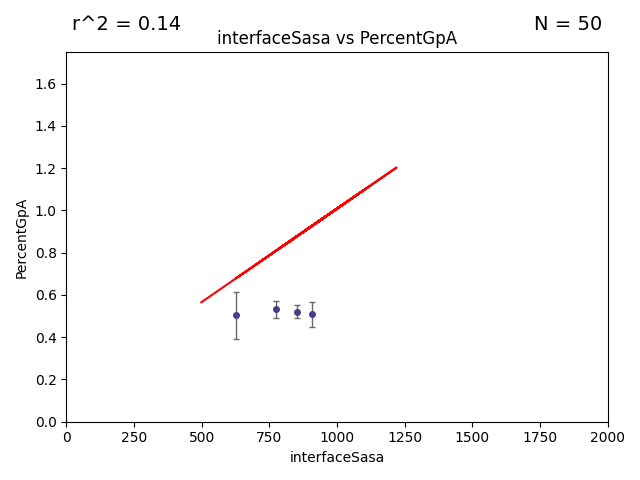 r^2 = 0.14
N = 50
interfaceSasa vs PercentGpA
PercentGpA
1.6
1.4
1.2
1.0
0.8
0.6
0.4
0.2
0.0
0 250 500 750 1000 1250 1500 1750 2000
interfaceSasa